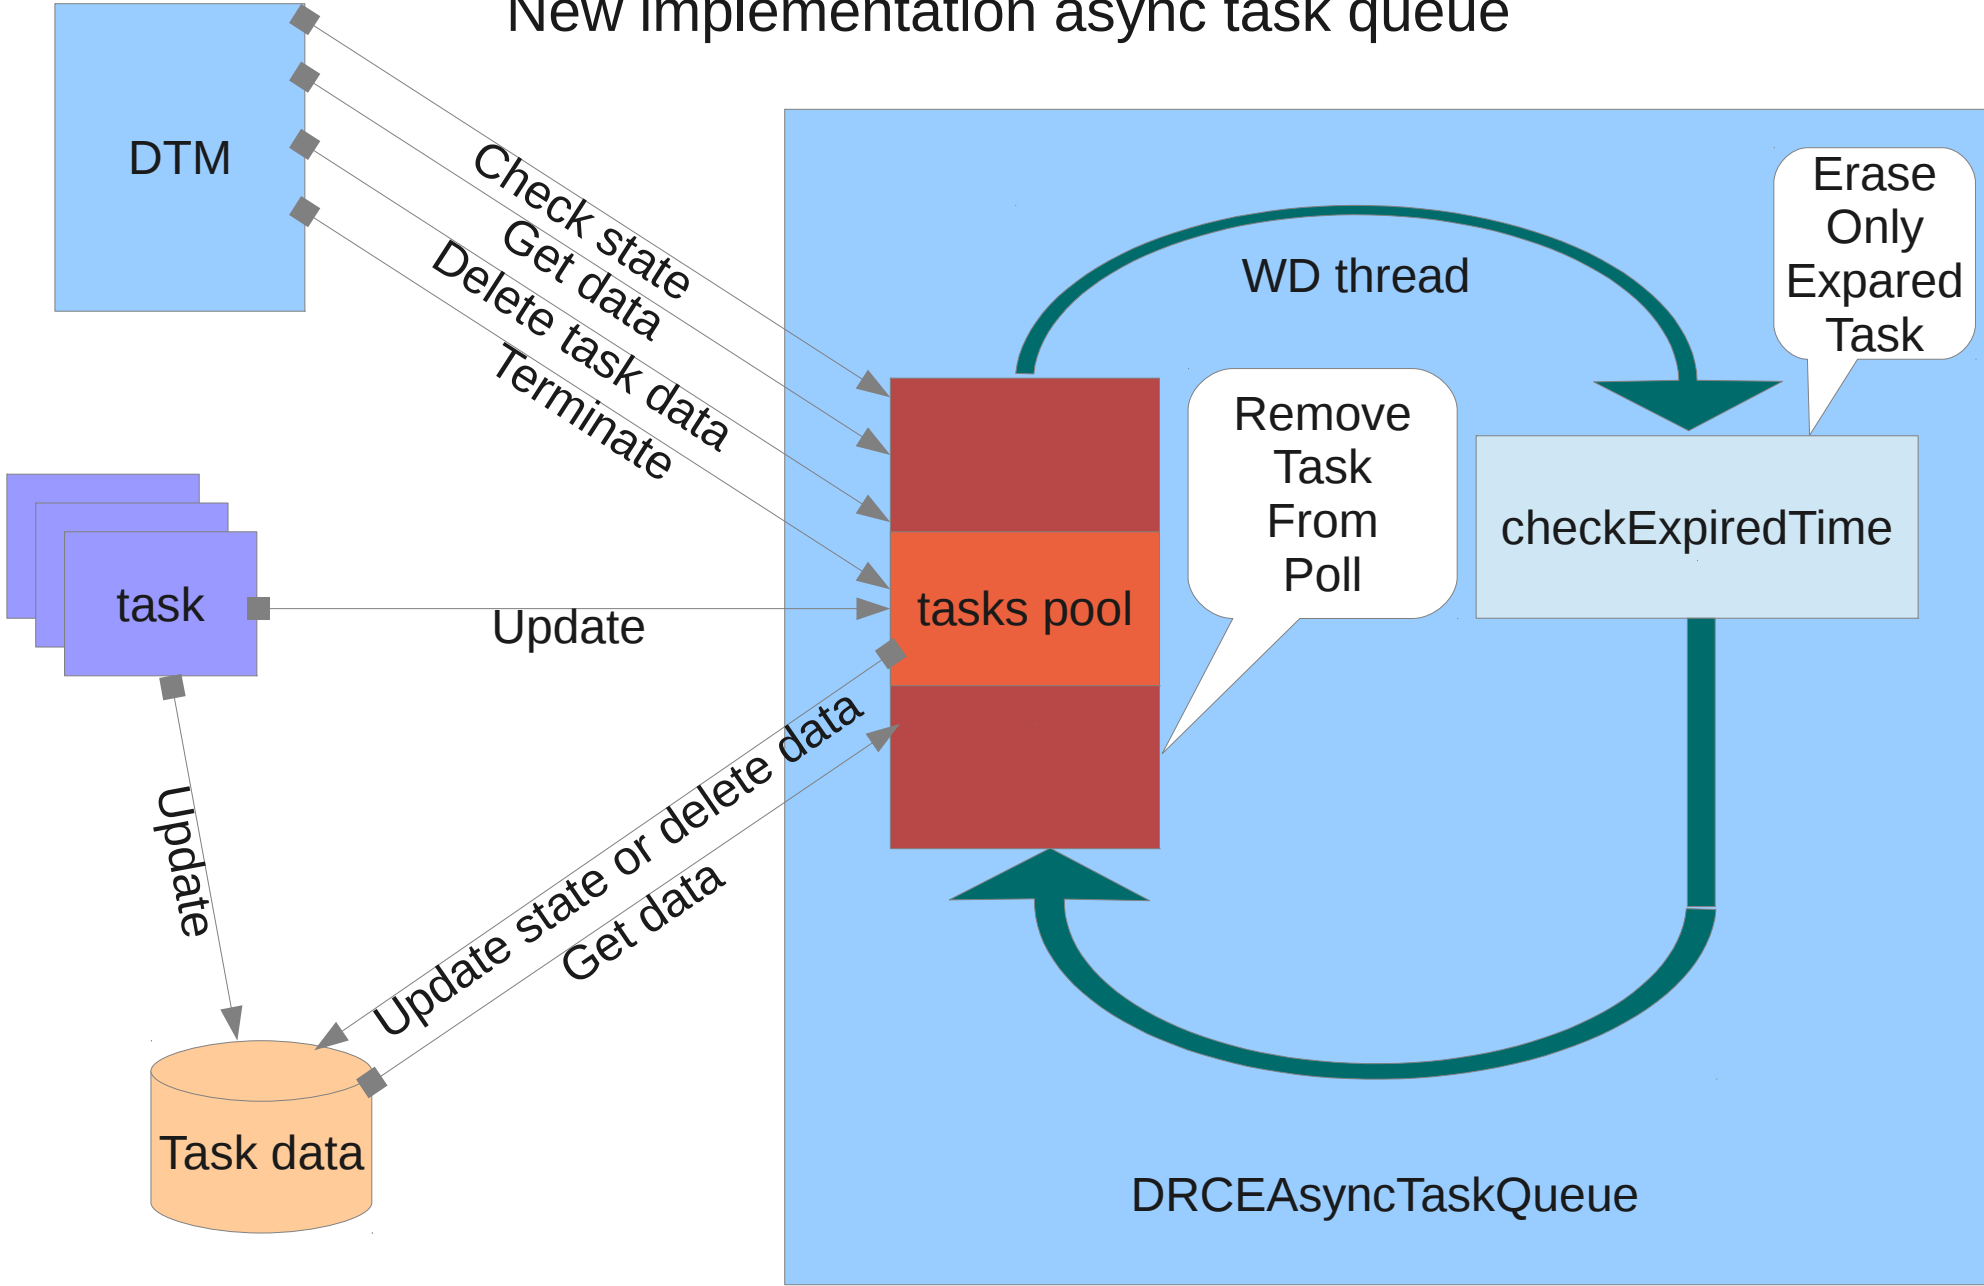 New implementation async task queue
DTM
Check state
Get data
Delete task data
Terminate
WD thread
Erase
Only
Expared
Task
Remove
Task
From
Poll
checkExpiredTime
task
Update
tasks pool
Update
Update state or delete data
Get data
Task data
DRCEAsyncTaskQueue